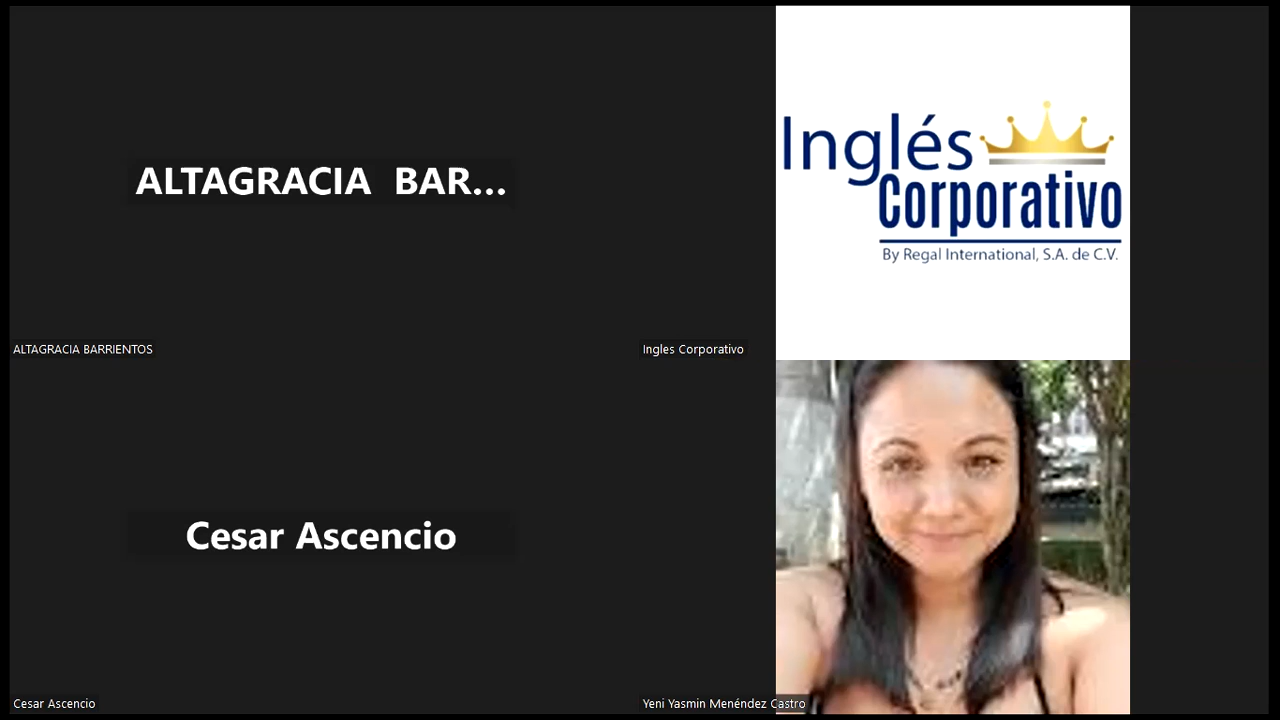 ALTAGRACIA BAR...
ALTAGRACIA BARRIENTOS
Inglés
Corporativo
By Regal International, S.A. de C.V.
Ingles Corporativo
Cesar Ascencio
Cesar Ascencio
Yeni Yasmin Menéndez Castro